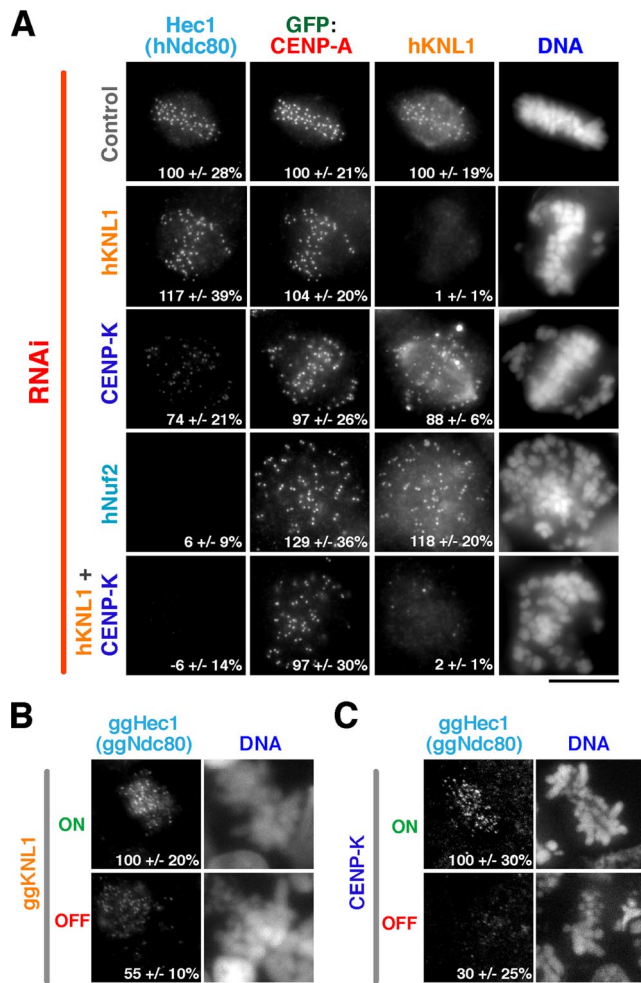 A
Hec1
(hNdc80)
GFP:
CENP-A
hKNL1
DNA
RNAi
Control
100 +/- 28%
100 +/- 21%
100 +/- 19%
hKNL1
117 +/- 39%
104 +/- 20%
1 +/- 1%
CENP-K
74 +/- 21%
97 +/- 26%
88 +/- 6%
hNuf2
6 +/- 9%
129 +/- 36%
118 +/- 20%
hKNL1 +
CENP-K
-6 +/- 14%
97 +/- 30%
2 +/- 1%
B
ggHec1
(ggNdc80)
DNA
ggKNL1
ON
100 +/- 20%
OFF
55 +/- 10%
C
ggHec1
(ggNdc80)
DNA
CENP-K
ON
100 +/- 30%
OFF
30 +/- 25%